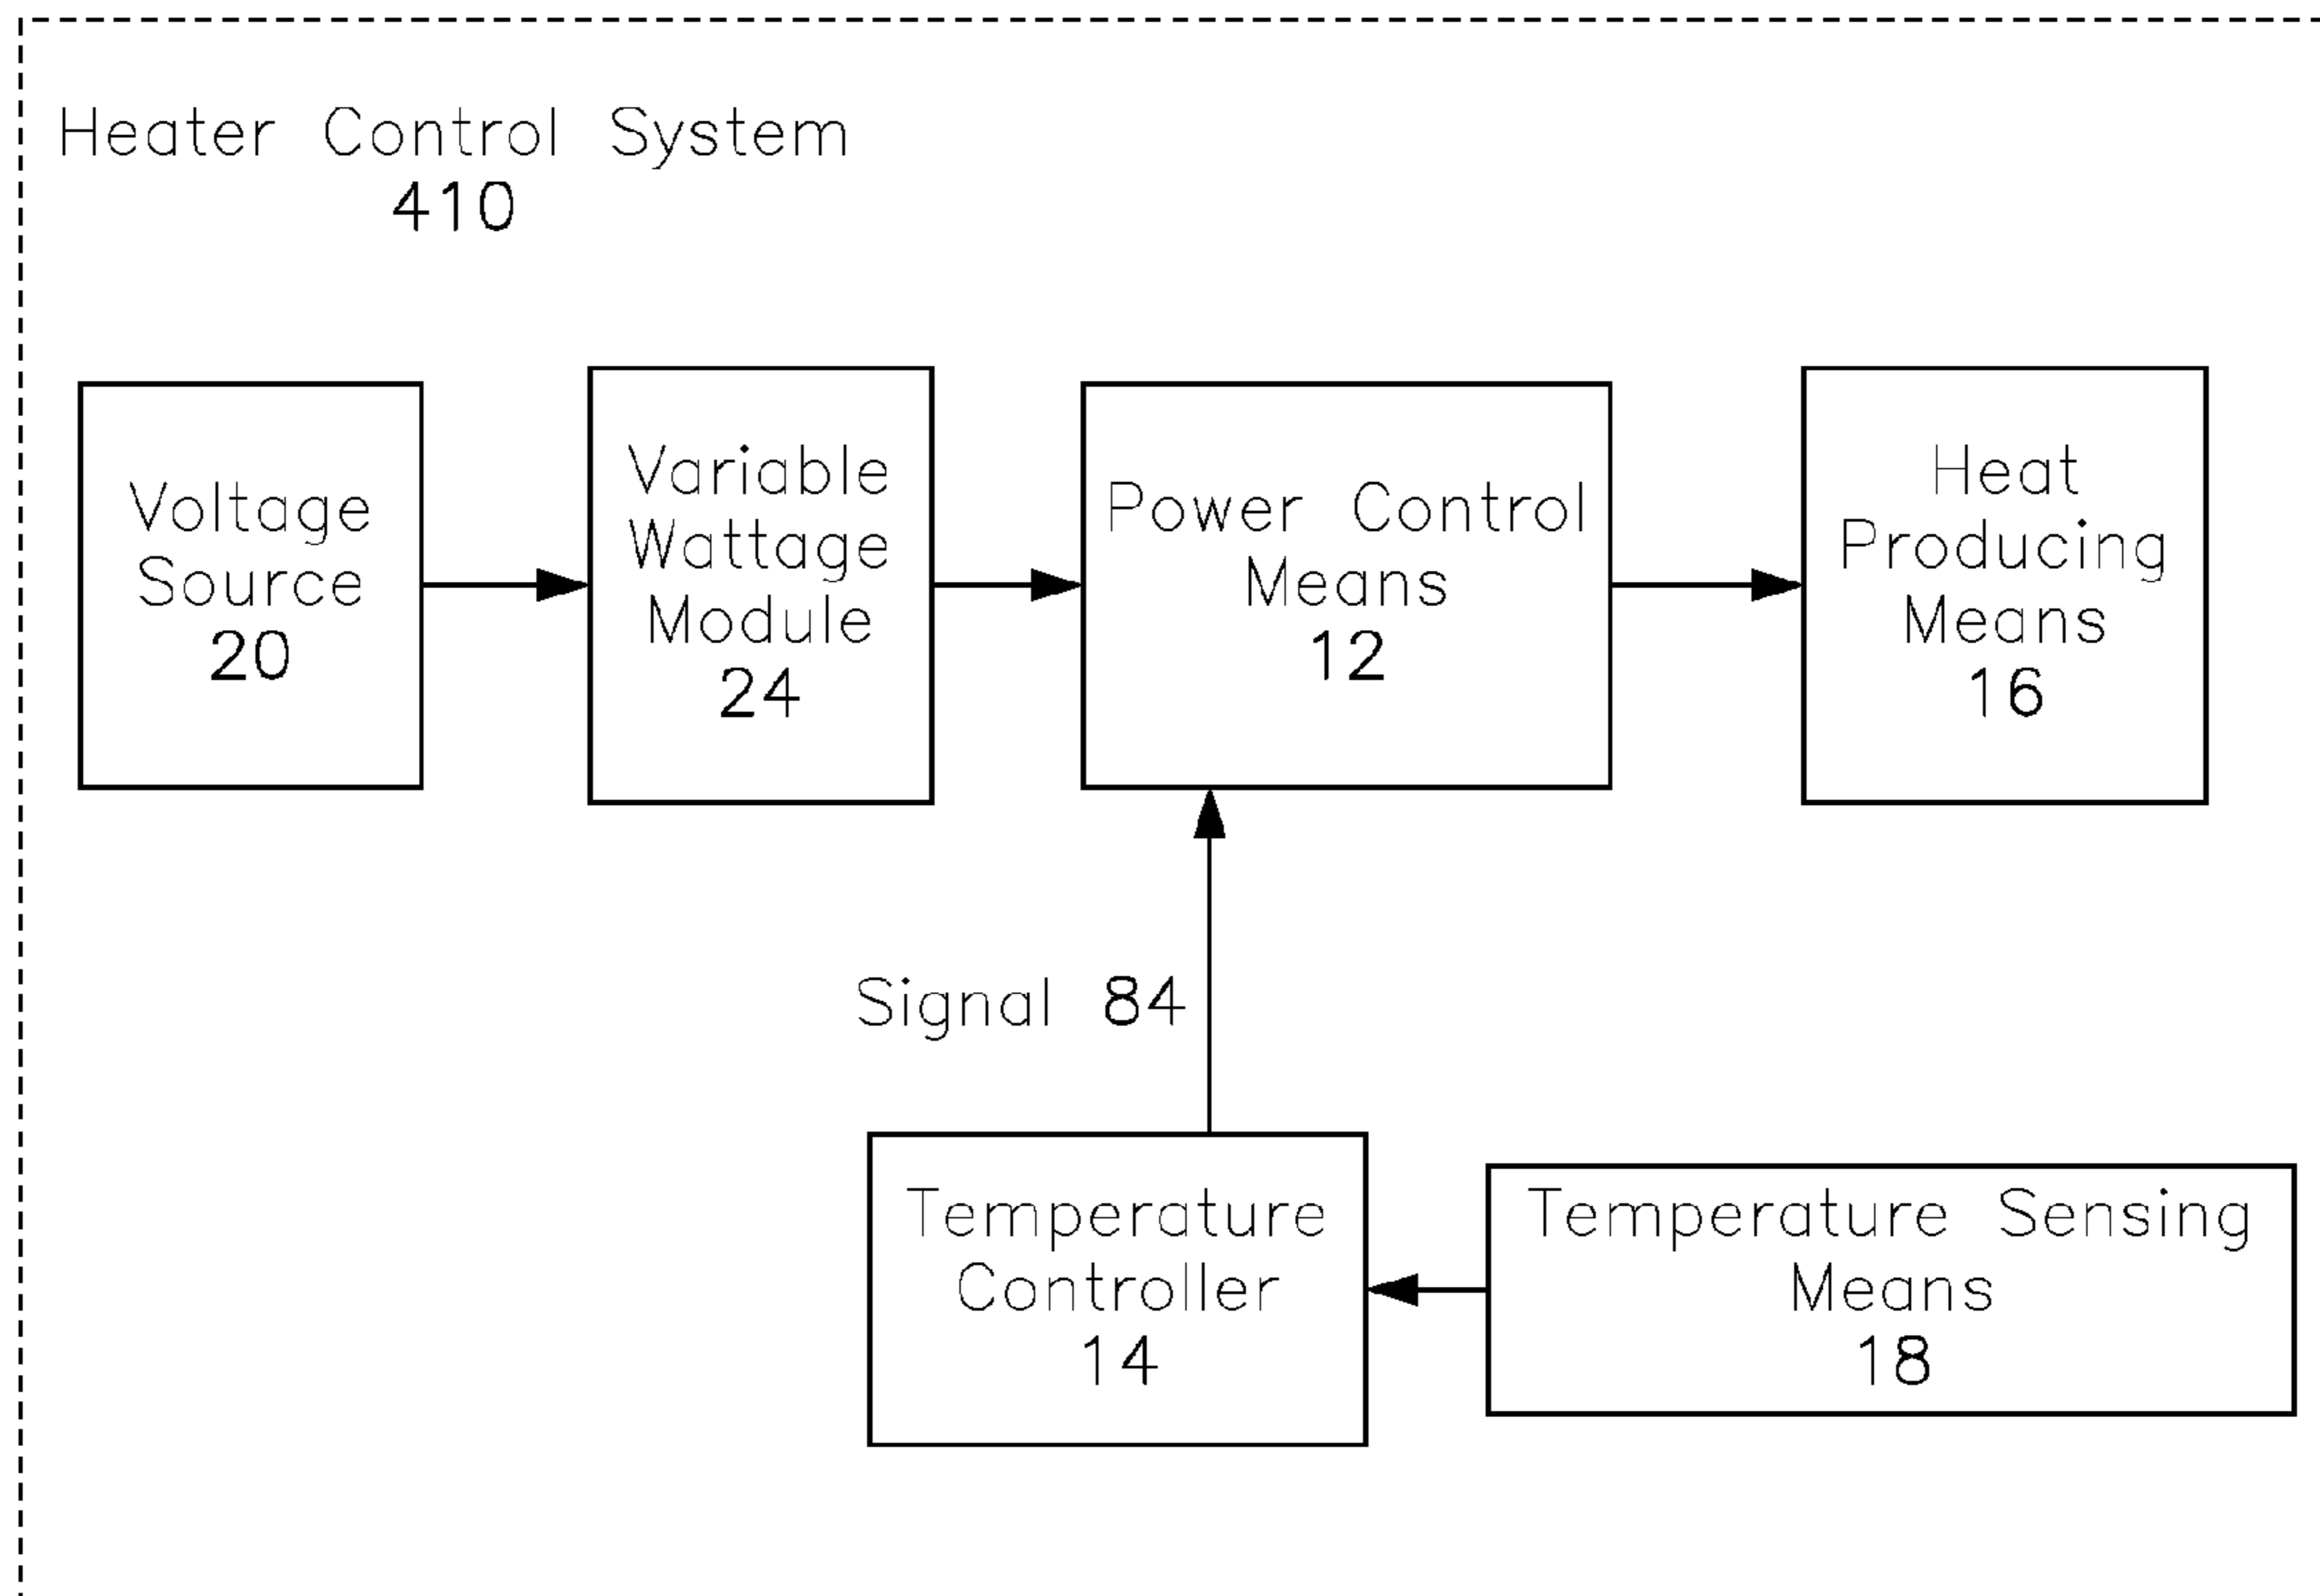 Heater Control System
410
Voltage
Source
20
Variable
Wattage
Module
24
Power Control
Means
12
Heat
Producing
Means
16
Signal 84
Temperature
Controller
14
Temperature Sensing
Means
18